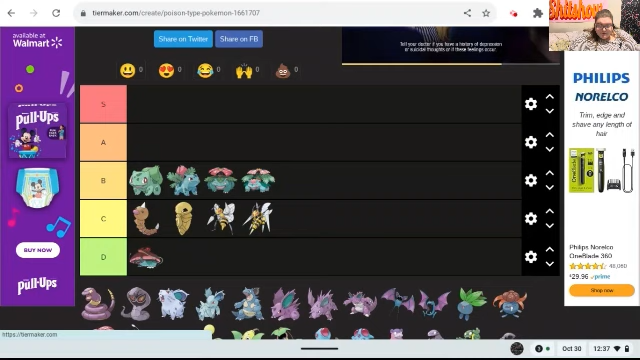 tiermaker.com/create/poison-type-pokemon-1661707
available at
Walmart
Share on Twitter
Share on FB
Tell your doctor if you have a history of depression
or suicidal thoughts or if these feelings occur
0
0
0
0
0
S
A
B
C
D
Pull-Ups
BUY NOW
Pull-Ups
PHILIPS
NORELCO
Trim, edge and
shave any length of
hair
Philips Norelco
OneBlade 360
$29.96 prime
Shop now
https://tiermaker.com
Oct 30
12:37